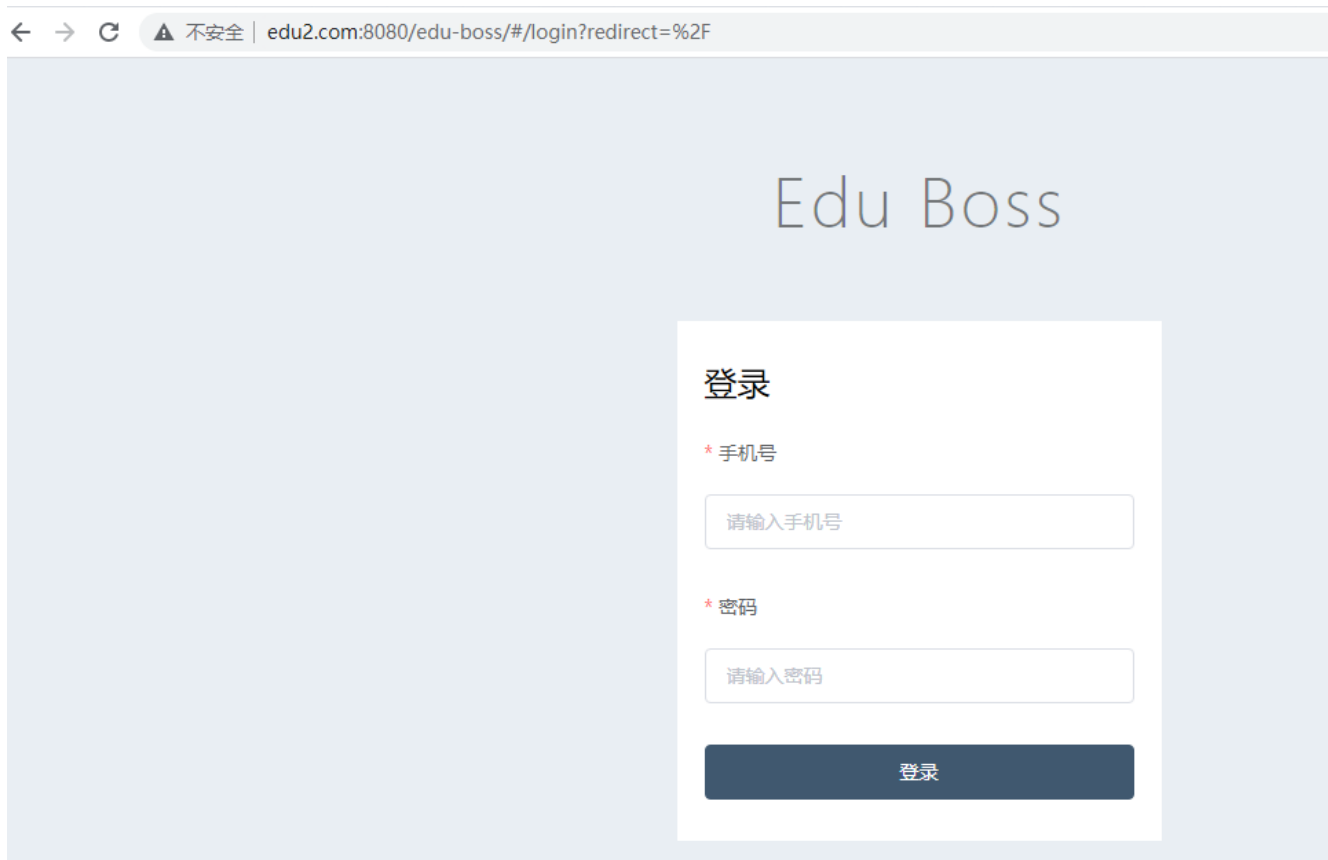 不安全 | edu2.com:8080/edu-boss/#/login?redirect=%2F
Edu Boss
登录
* 手机号
请输入手机号
* 密码
请输入密码
登录